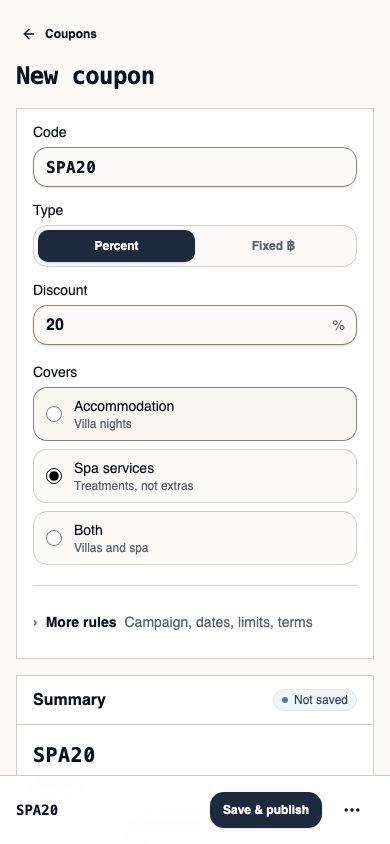 ← Coupons
New coupon
Code
SPA20
Type
Percent
Fixed ฿
Discount
20 %
Covers
Accommodation
Villa nights
Spa services
Treatments, not extras
Both
Villas and spa
› More rules Campaign, dates, limits, terms
Summary
Not saved
SPA20
SPA20
Save & publish